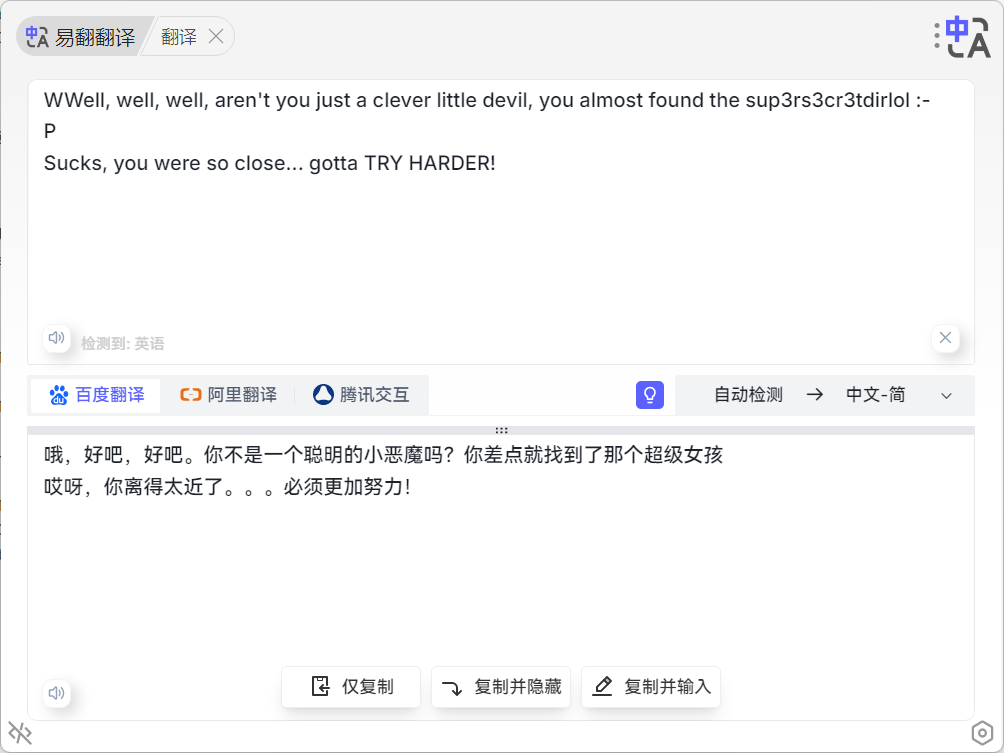 易翻翻译
翻译
中A
WWell, well, well, aren't you just a clever little devil, you almost found the sup3rs3cr3tdirlol :-
P
Sucks, you were so close... gotta TRY HARDER!
检测到: 英语
百度翻译
阿里翻译
腾讯交互
自动检测 → 中文-简
哦，好吧，好吧。你不是一个聪明的小恶魔吗？你差点就找到了那个超级女孩
哎呀，你离得太近了。。。必须更加努力！
仅复制
复制并隐藏
复制并输入